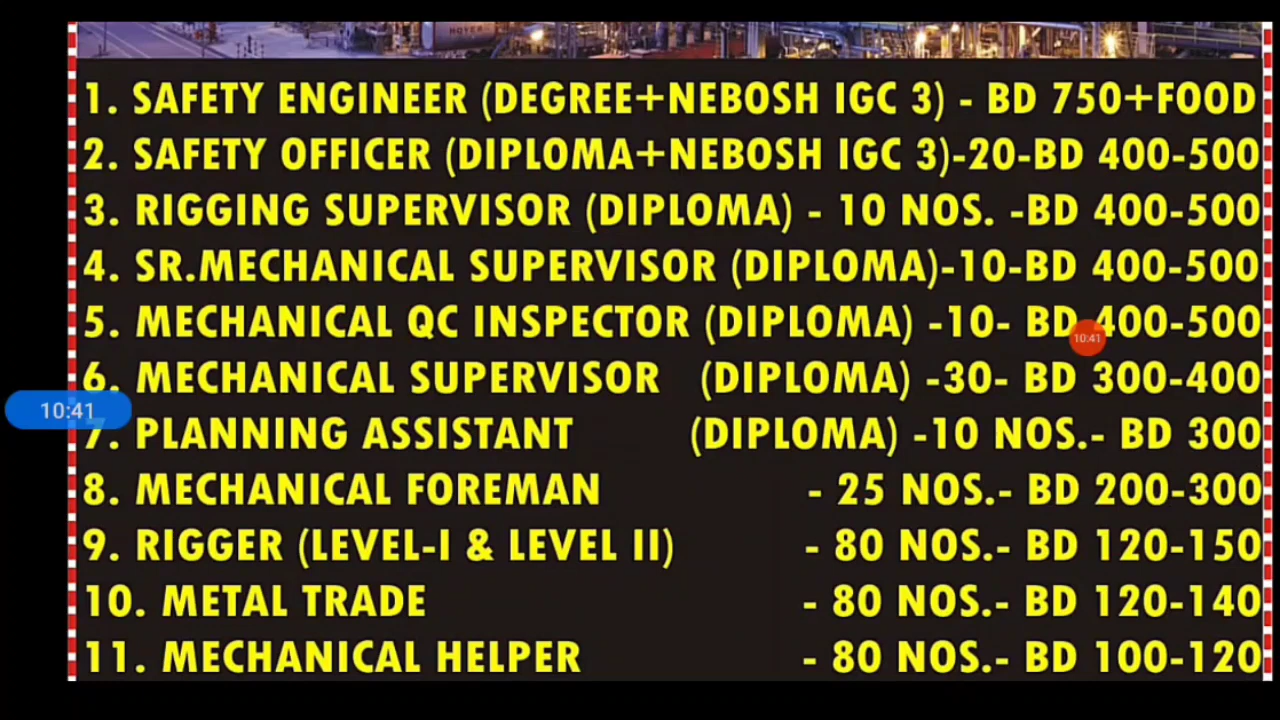 HOYER
1. SAFETY ENGINEER (DEGREE+NEBOSH IGC 3) - BD 750+FOOD
2. SAFETY OFFICER (DIPLOMA+NEBOSH IGC 3)-20-BD 400-500
3. RIGGING SUPERVISOR (DIPLOMA) - 10 NOS. -BD 400-500
4. SR.MECHANICAL SUPERVISOR (DIPLOMA)-10-BD 400-500
5. MECHANICAL QC INSPECTOR (DIPLOMA) -10- BD 400-500
10:41
6. MECHANICAL SUPERVISOR (DIPLOMA) -30- BD 300-400
10:41
7. PLANNING ASSISTANT (DIPLOMA) -10 NOS.- BD 300
8. MECHANICAL FOREMAN - 25 NOS.- BD 200-300
9. RIGGER (LEVEL-I & LEVEL II) - 80 NOS.- BD 120-150
10. METAL TRADE - 80 NOS.- BD 120-140
11. MECHANICAL HELPER - 80 NOS.- BD 100-120